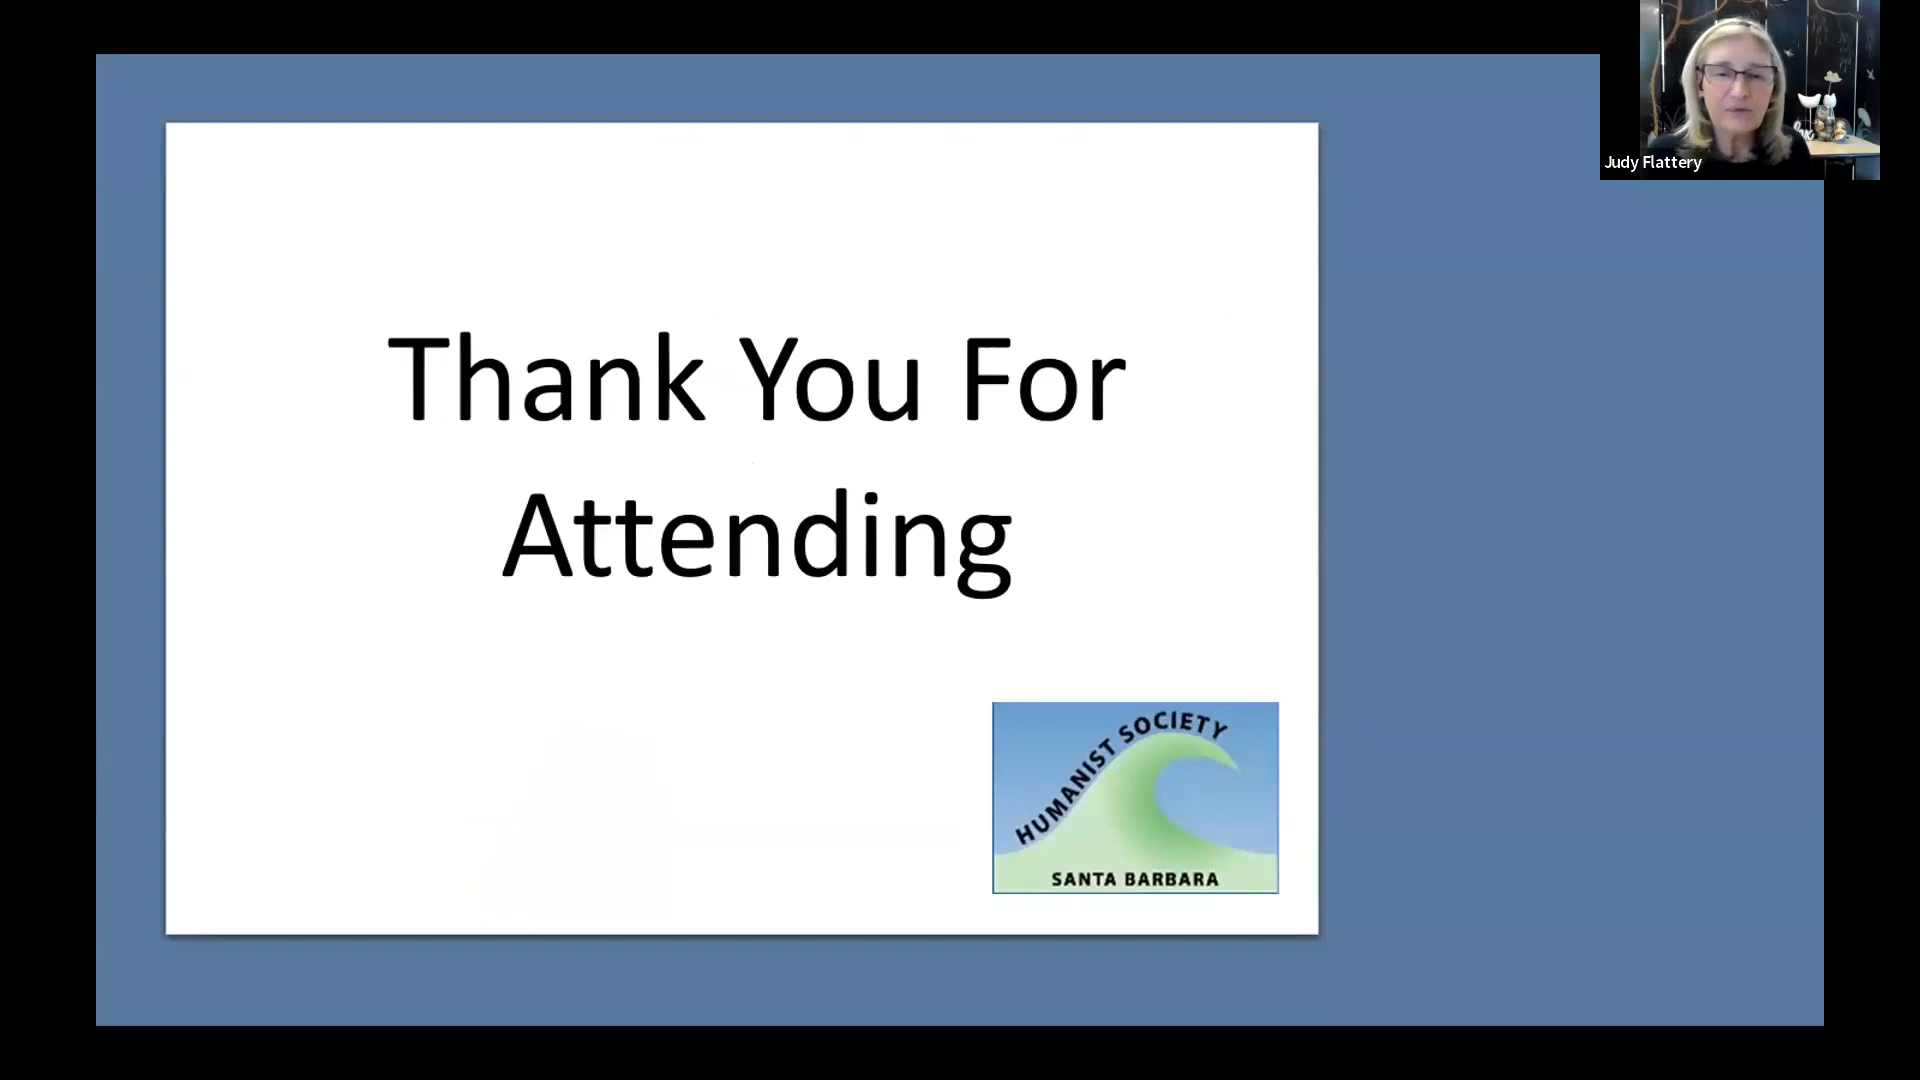 Judy Flattery
Thank You For
Attending
HUMANIST SOCIETY
SANTA BARBARA